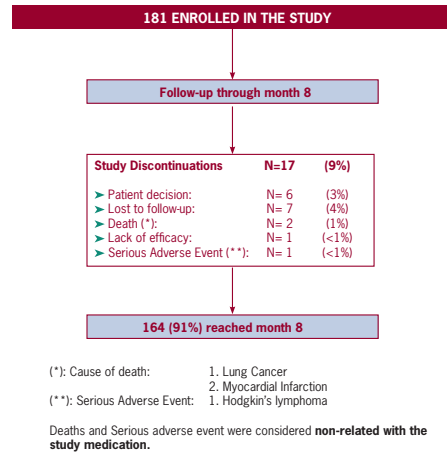 181 ENROLLED IN THE STUDY
Follow-up through month 8
Study Discontinuations N=17 (9%)
➤ Patient decision: N= 6 (3%)
➤ Lost to follow-up: N= 7 (4%)
➤ Death (*): N= 2 (1%)
➤ Lack of efficacy: N= 1 (<1%)
➤ Serious Adverse Event (**): N= 1 (<1%)
164 (91%) reached month 8
(*): Cause of death: 1. Lung Cancer
2. Myocardial Infarction
(**): Serious Adverse Event: 1. Hodgkin's lymphoma
Deaths and Serious adverse event were considered non-related with the
study medication.